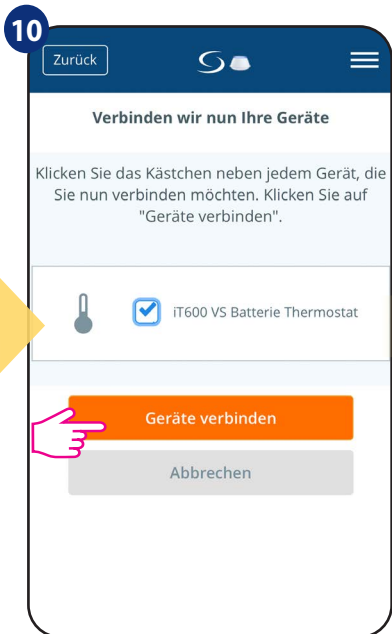 10
Zurück
Verbinden wir nun Ihre Geräte
Klicken Sie das Kästchen neben jedem Gerät, die
Sie nun verbinden möchten. Klicken Sie auf
"Geräte verbinden".
iT600 VS Batterie Thermostat
Geräte verbinden
Abbrechen